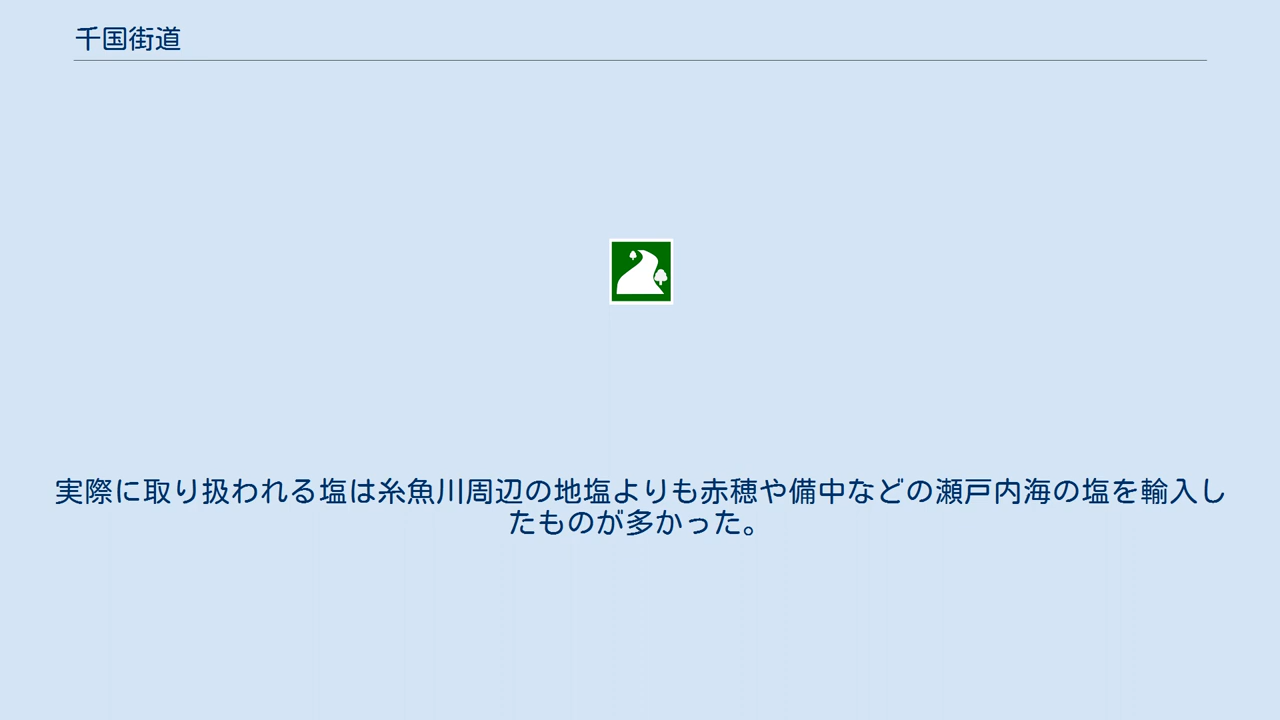 千国街道
実際に取り扱われる塩は糸魚川周辺の地塩よりも赤穂や備中などの瀬戸内海の塩を輸入し
たものが多かった。